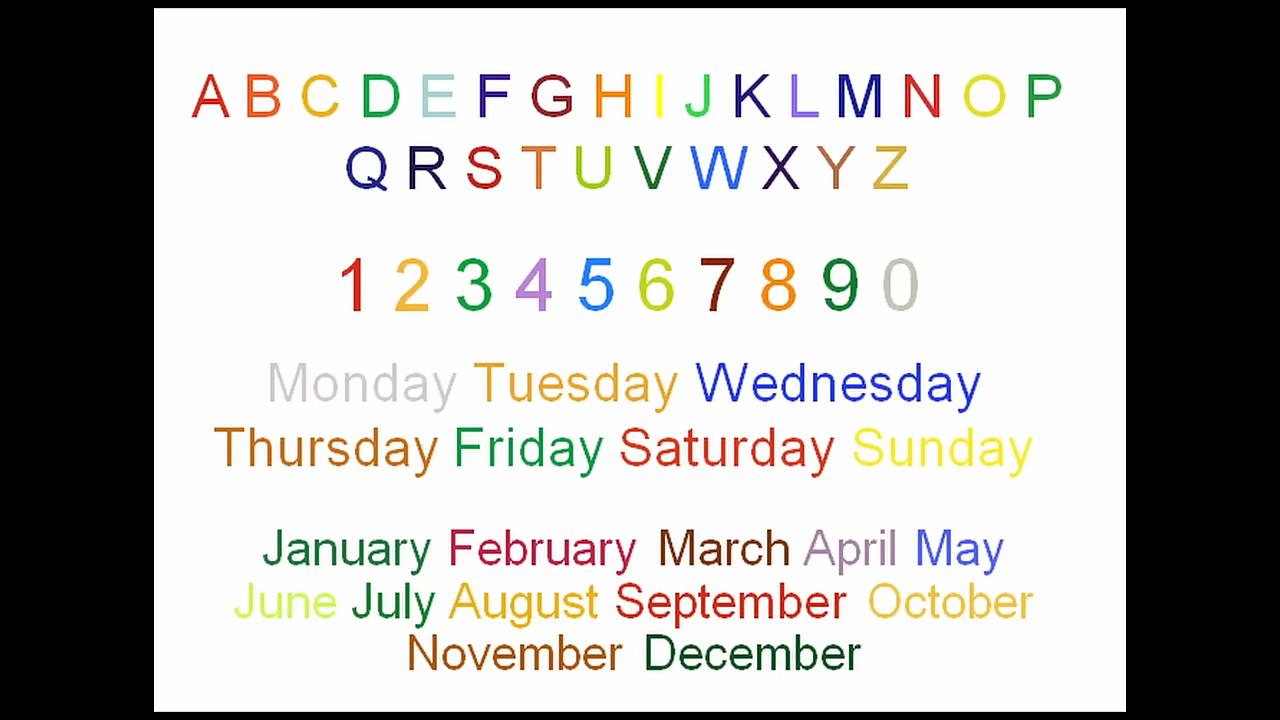 A B C D E F G H I J K L M N O P
Q R S T U V W X Y Z
1 2 3 4 5 6 7 8 9 0
Monday Tuesday Wednesday
Thursday Friday Saturday Sunday
January February March April May
June July August September October
November December